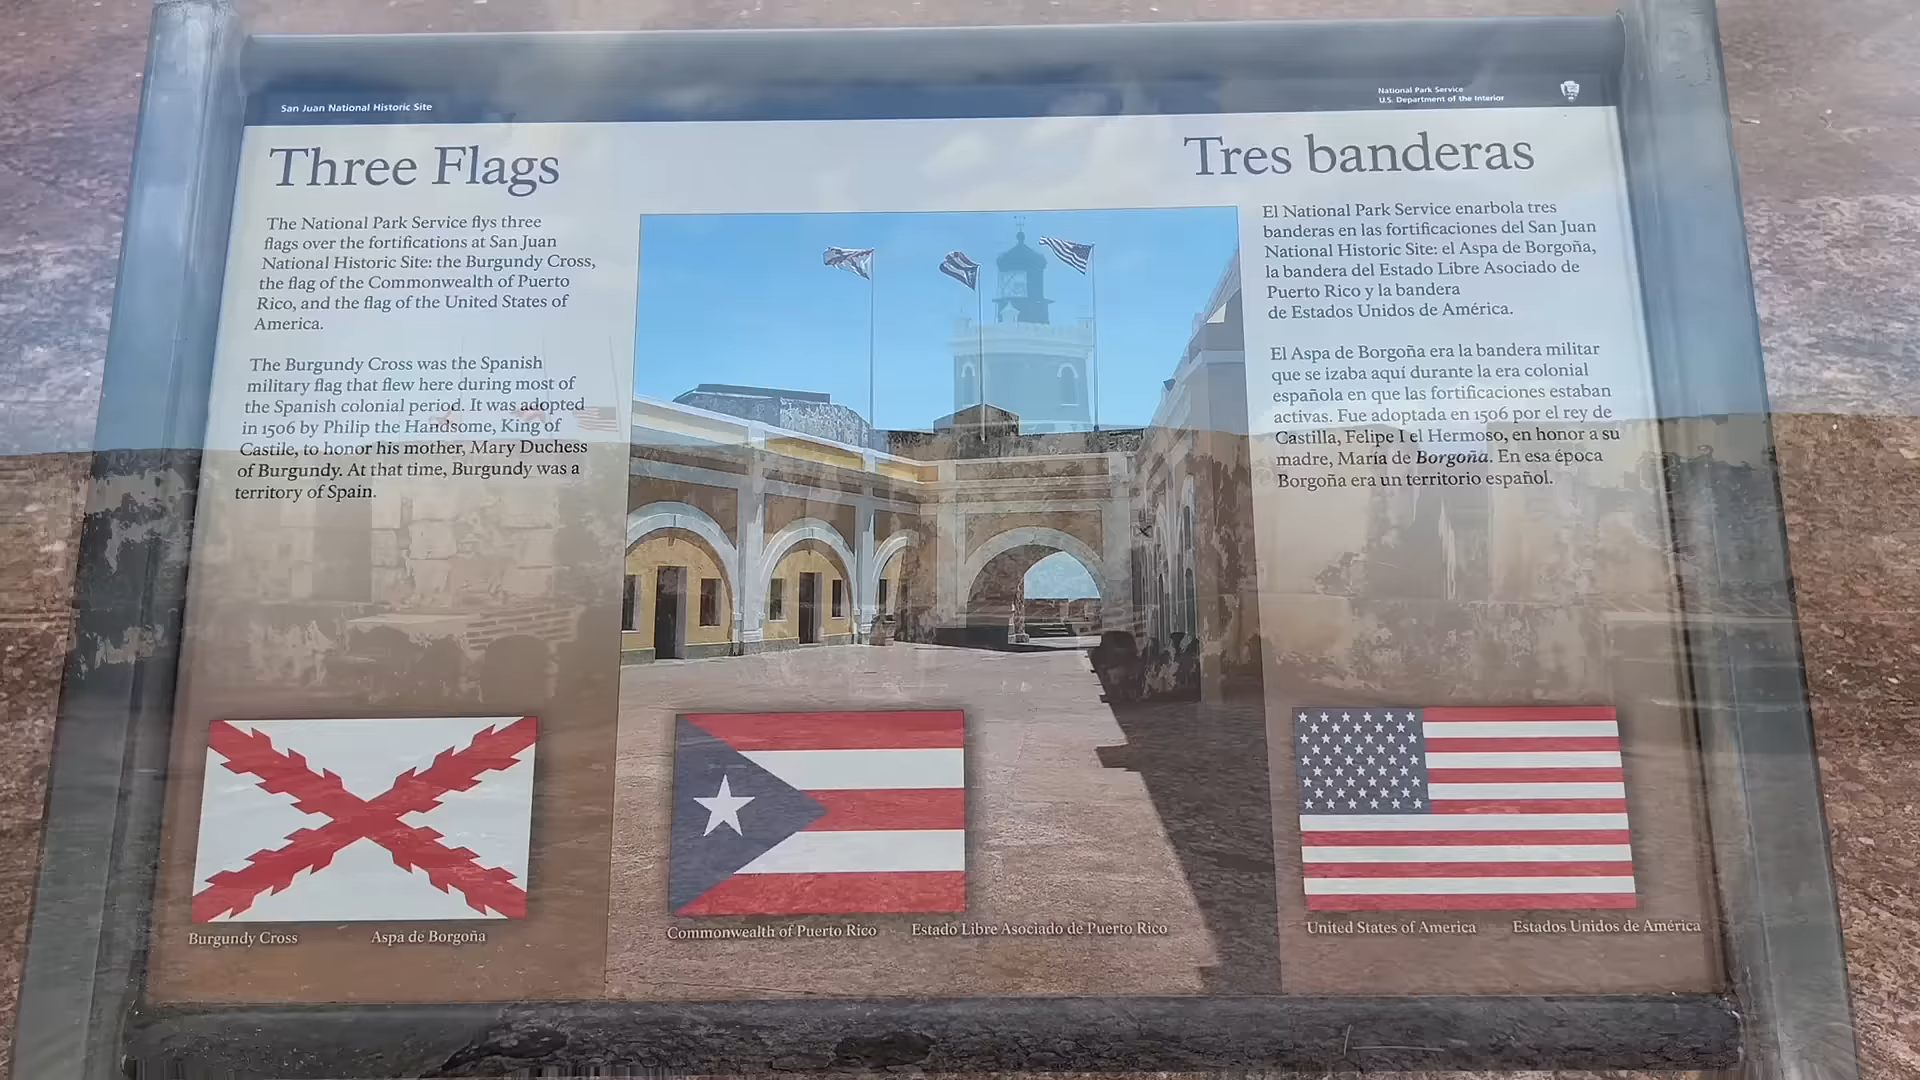 San Juan National Historic Site
National Park Service
U.S. Department of the Interior
Three Flags
The National Park Service flys three
flags over the fortifications at San Juan
National Historic Site: the Burgundy Cross,
the flag of the Commonwealth of Puerto
Rico, and the flag of the United States of
America.
The Burgundy Cross was the Spanish
military flag that flew here during most of
the Spanish colonial period. It was adopted
in 1506 by Philip the Handsome, King of
Castile, to honor his mother, Mary Duchess
of Burgundy. At that time, Burgundy was a
territory of Spain.
Tres banderas
El National Park Service enarbola tres
banderas en las fortificaciones del San Juan
National Historic Site: el Aspa de Borgoña,
la bandera del Estado Libre Asociado de
Puerto Rico y la bandera
de Estados Unidos de América.
El Aspa de Borgoña era la bandera militar
que se izaba aquí durante la era colonial
española en que las fortificaciones estaban
activas. Fue adoptada en 1506 por el rey de
Castilla, Felipe I el Hermoso, en honor a su
madre, María de Borgoña. En esa época
Borgoña era un territorio español.
Burgundy Cross
Aspa de Borgoña
Commonwealth of Puerto Rico
Estado Libre Asociado de Puerto Rico
United States of America
Estados Unidos de América